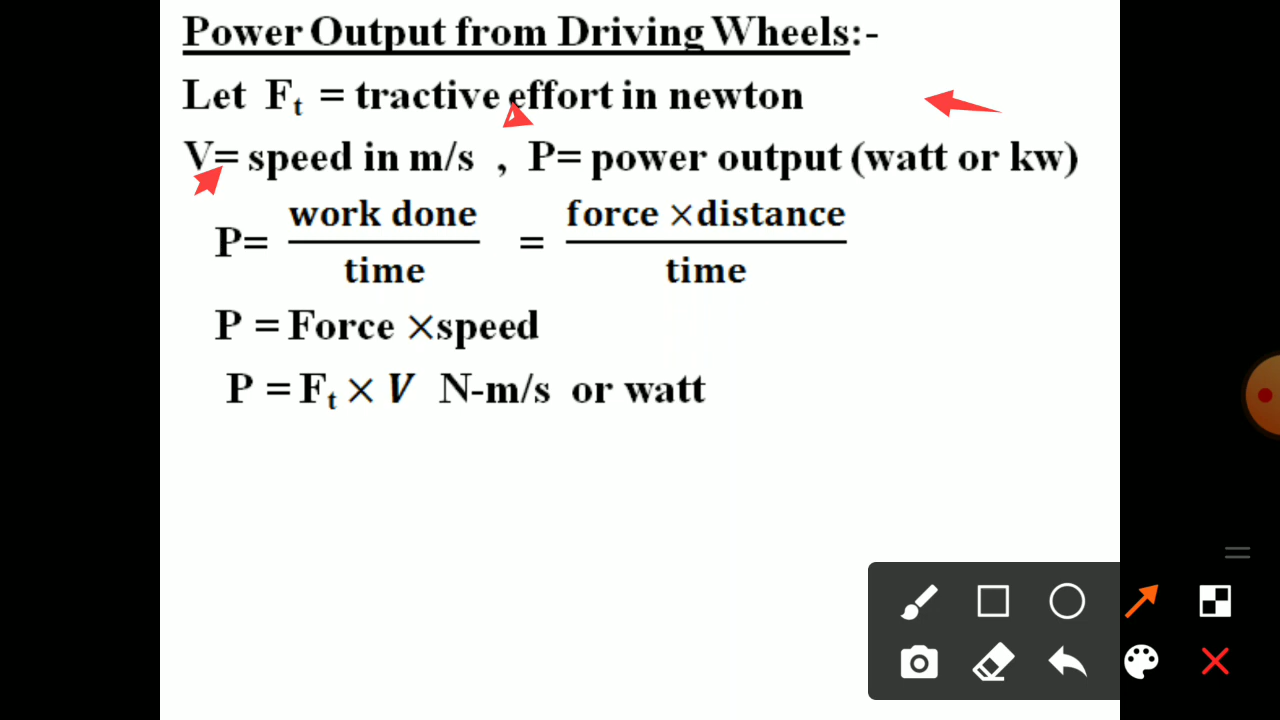 Power Output from Driving Wheels:-
Let Fₜ = tractive effort in newton
V= speed in m/s , P= power output (watt or kw)
P= work done / time = force ×distance / time
P = Force ×speed
P = Fₜ × V N-m/s or watt